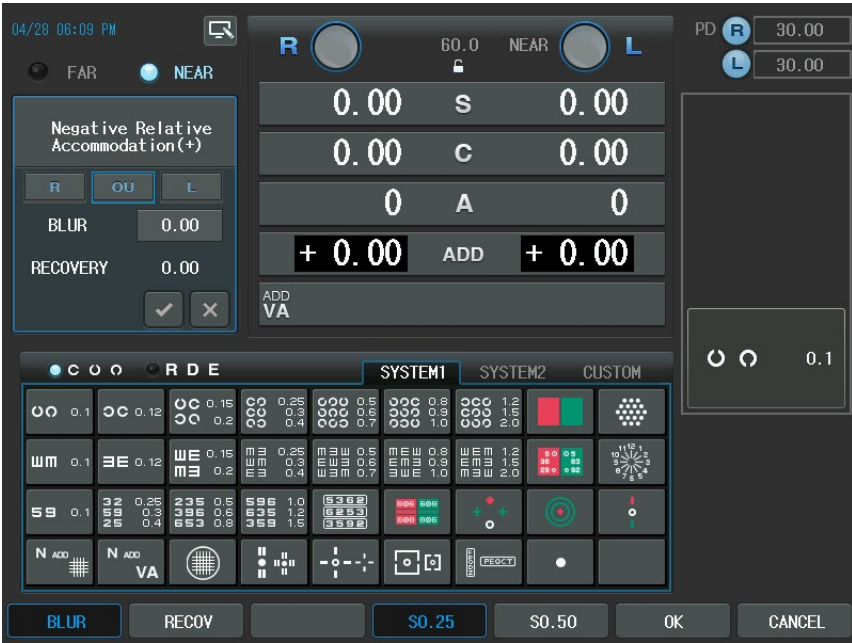 04/28 06:09 PM
FAR NEAR
Negative Relative
Accommodation(+)
R OU L
BLUR 0.00
RECOVERY 0.00
R 60.0 NEAR L
0.00 S 0.00
0.00 C 0.00
0 A 0
+ 0.00 ADD + 0.00
ADD
VA
PD R 30.00
L 30.00
0.1
C R D E
SYSTEM1 SYSTEM2 CUSTOM
0.1
0.12
0.15
0.2
0.25
0.3
0.4
0.5
0.6
0.7
0.8
0.9
1.0
1.2
1.5
2.0
0.1
0.12
0.15
0.2
0.25
0.3
0.4
0.5
0.6
0.7
0.8
0.9
1.0
1.2
1.5
2.0
59 0.1
32 0.25
59 0.3
25 0.4
235 0.5
396 0.6
653 0.8
596 1.0
635 1.2
359 1.5
5362
6253
3592
N ADD
N ADD
VA
PEOCT
BLUR RECOV S0.25 S0.50 OK CANCEL